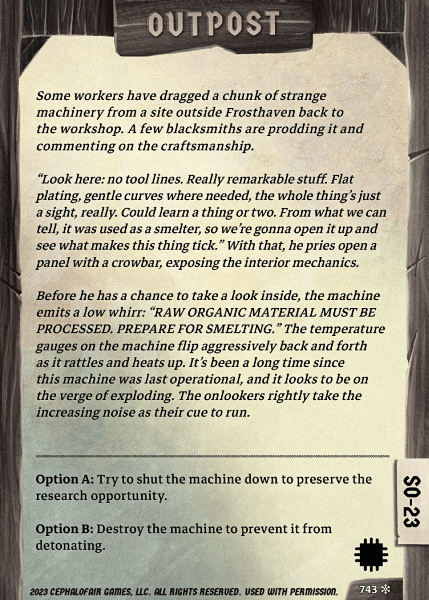 OUTPOST
Some workers have dragged a chunk of strange
machinery from a site outside Frosthaven back to
the workshop. A few blacksmiths are prodding it and
commenting on the craftsmanship.
“Look here: no tool lines. Really remarkable stuff. Flat
plating, gentle curves where needed, the whole thing’s just
a sight, really. Could learn a thing or two. From what we can
tell, it was used as a smelter, so we’re gonna open it up and
see what makes this thing tick.” With that, he pries open a
panel with a crowbar, exposing the interior mechanics.
Before he has a chance to take a look inside, the machine
emits a low whirr: “RAW ORGANIC MATERIAL MUST BE
PROCESSED. PREPARE FOR SMELTING.” The temperature
gauges on the machine flip aggressively back and forth
as it rattles and heats up. It’s been a long time since
this machine was last operational, and it looks to be on
the verge of exploding. The onlookers rightly take the
increasing noise as their cue to run.
Option A: Try to shut the machine down to preserve the
research opportunity.
Option B: Destroy the machine to prevent it from
detonating.
SO-23
2023 CEPHALOFAIR GAMES, LLC. ALL RIGHTS RESERVED. USED WITH PERMISSION.
743